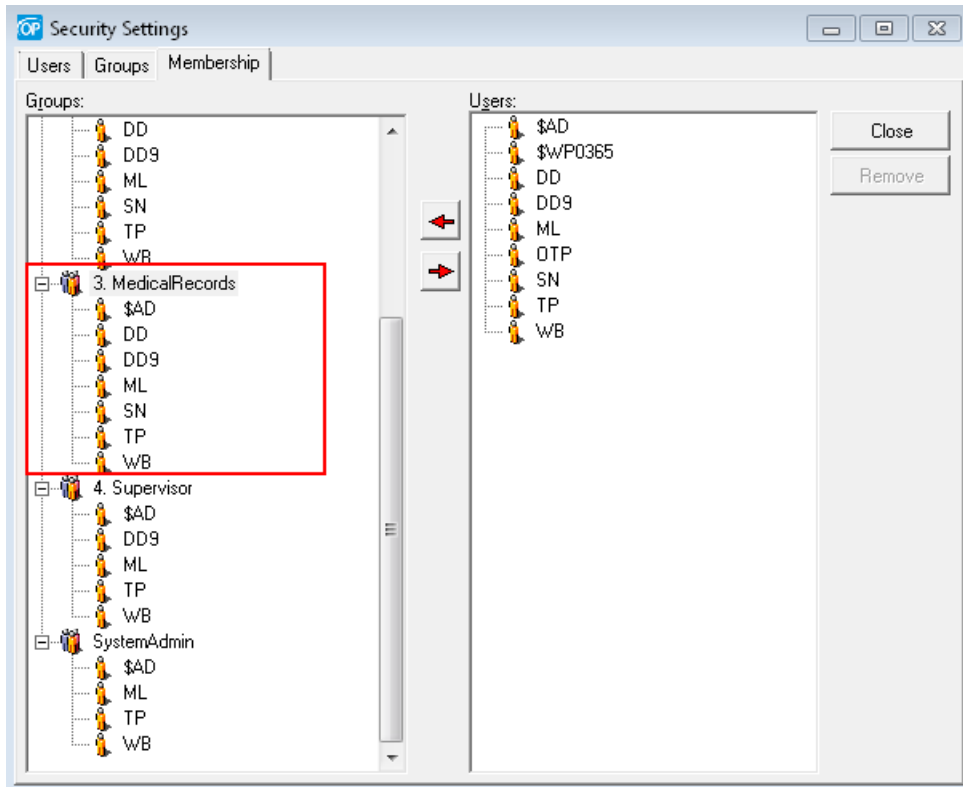 OP Security Settings
Users Groups Membership
Groups:
DD
DD9
ML
SN
TP
WB
3. MedicalRecords
$AD
DD
DD9
ML
SN
TP
WB
4. Supervisor
$AD
DD9
ML
TP
WB
SystemAdmin
$AD
ML
TP
WB
Users:
$AD
$WP0365
DD
DD9
ML
OTP
SN
TP
WB
Close
Remove